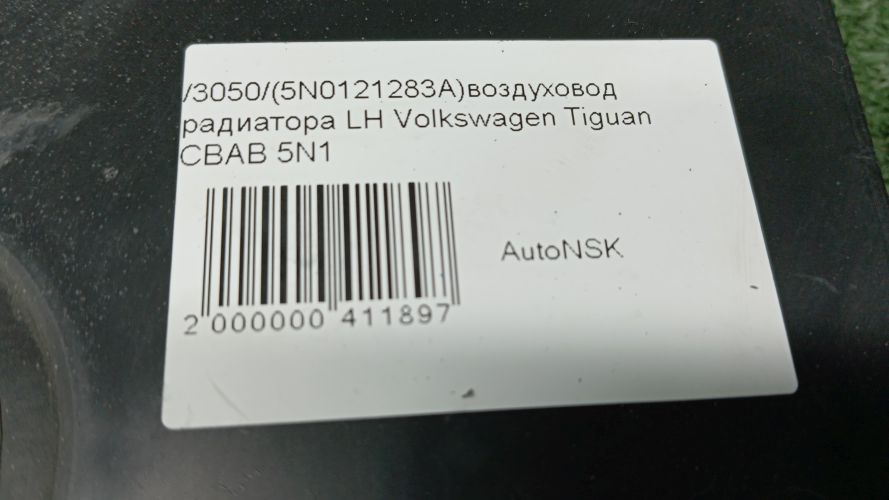 /3050/(5N0121283A)воздуховод
радиатора LH Volkswagen Tiguan
CBAB 5N1
AutoNSK
2 000000 411897